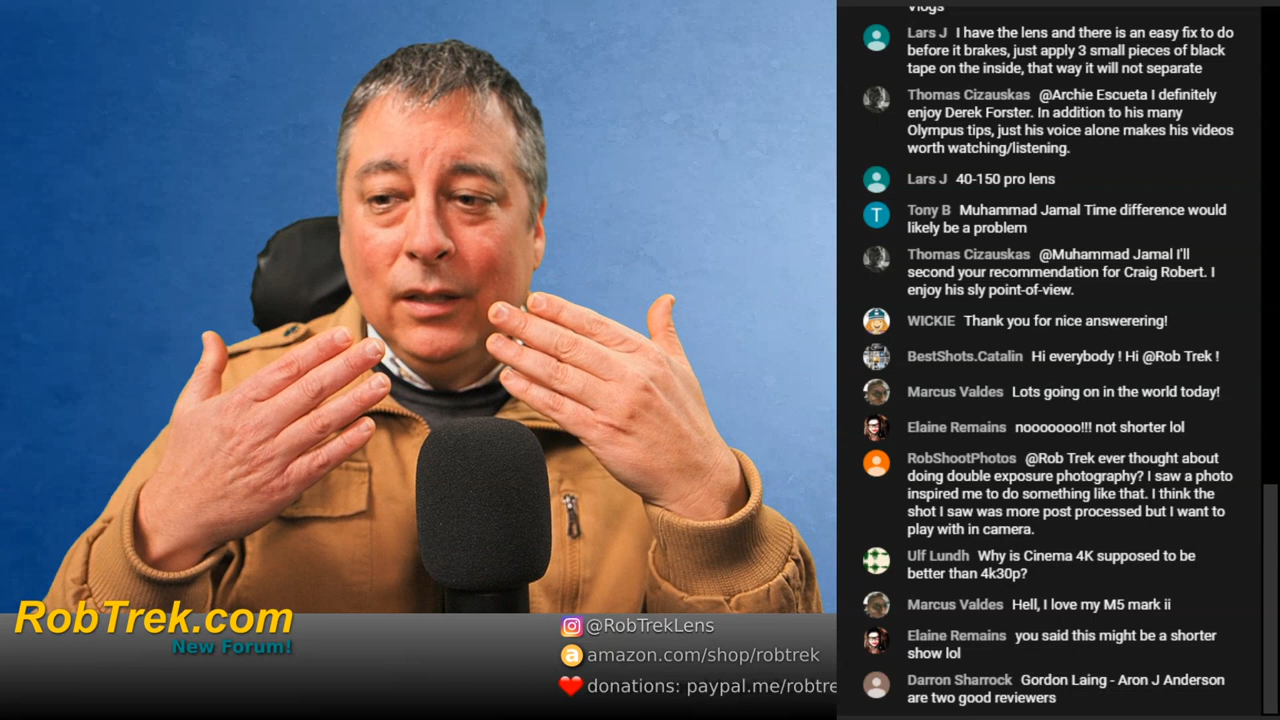 Vlogs
Lars J I have the lens and there is an easy fix to do
before it brakes, just apply 3 small pieces of black
tape on the inside, that way it will not separate
Thomas Cizauskas @Archie Escueta I definitely
enjoy Derek Forster. In addition to his many
Olympus tips, just his voice alone makes his videos
worth watching/listening.
Lars J 40-150 pro lens
T
Tony B Muhammad Jamal Time difference would
likely be a problem
Thomas Cizauskas @Muhammad Jamal I'll
second your recommendation for Craig Robert. I
enjoy his sly point-of-view.
WICKIE Thank you for nice answerering!
BestShots.Catalin Hi everybody ! Hi @Rob Trek !
Marcus Valdes Lots going on in the world today!
Elaine Remains nooooooo!!! not shorter lol
RobShootPhotos @Rob Trek ever thought about
doing double exposure photography? I saw a photo
inspired me to do something like that. I think the
shot I saw was more post processed but I want to
play with in camera.
Ulf Lundh Why is Cinema 4K supposed to be
better than 4k30p?
Marcus Valdes Hell, I love my M5 mark ii
Elaine Remains you said this might be a shorter
show lol
Darron Sharrock Gordon Laing - Aron J Anderson
are two good reviewers
RobTrek.com
New Forum!
@RobTrekLens
a amazon.com/shop/robtrek
donations: paypal.me/robtre